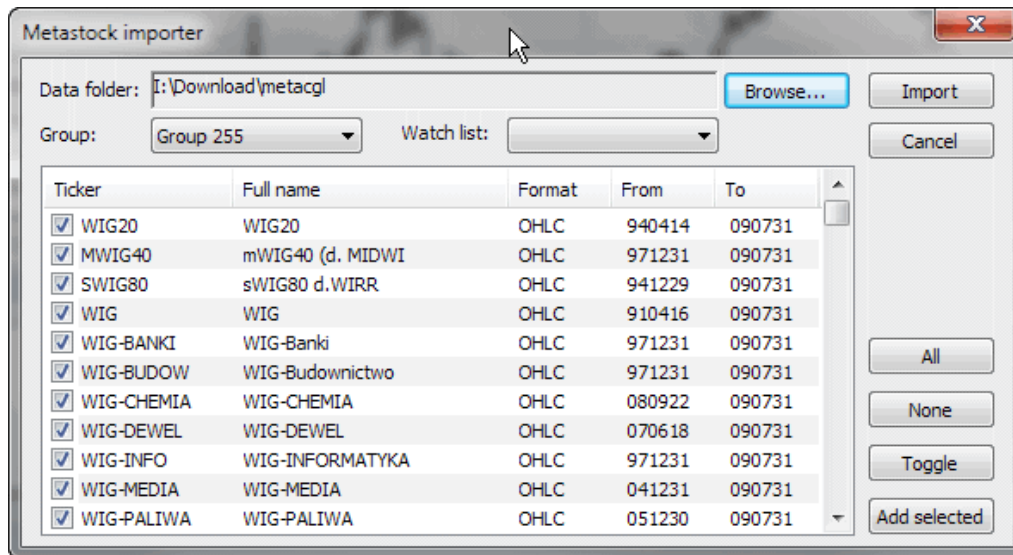 Metastock importer
Data folder: I:\Download\metacgl Browse... Import
Group: Group 255 Watch list: Cancel
Ticker Full name Format From To
WIG20 WIG20 OHLC 940414 090731
MWIG40 mWIG40 (d. MIDWI OHLC 971231 090731
SWIG80 sWIG80 d.WIRR OHLC 941229 090731
WIG WIG OHLC 910416 090731
WIG-BANKI WIG-Banki OHLC 971231 090731
WIG-BUDOW WIG-Budownictwo OHLC 971231 090731
WIG-CHEMIA WIG-CHEMIA OHLC 080922 090731
WIG-DEWEL WIG-DEWEL OHLC 070618 090731
WIG-INFO WIG-INFORMATYKA OHLC 971231 090731
WIG-MEDIA WIG-MEDIA OHLC 041231 090731
WIG-PALIWA WIG-PALIWA OHLC 051230 090731
All
None
Toggle
Add selected